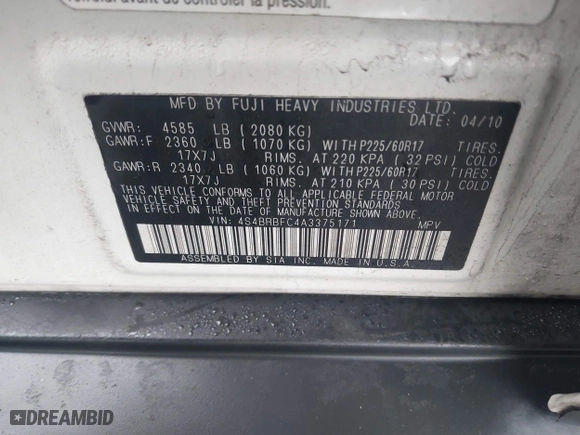 de contrôler la pression.
MFD BY FUJI HEAVY INDUSTRIES LTD.
DATE: 04/10
GVWR: 4585 LB ( 2080 KG)
GAWR:F 2360 LB ( 1070 KG) WITH P225/60R17 TIRES.
17X7J RIMS. AT 220 KPA ( 32 PSI) COLD
GAWR:R 2340 LB ( 1060 KG) WITH P225/60R17 TIRES.
17X7J RIMS. AT 210 KPA ( 30 PSI) COLD
THIS VEHICLE CONFORMS TO ALL APPLICABLE FEDERAL MOTOR
VEHICLE SAFETY AND THEFT PREVENTION STANDARDS
IN EFFECT ON THE DATE OF MANUFACTURE SHOWN ABOVE.
VIN: 4S4BRBFC4A3375171 MPV
ASSEMBLED BY SIA INC. MADE IN U.S.A.
DREAMBID